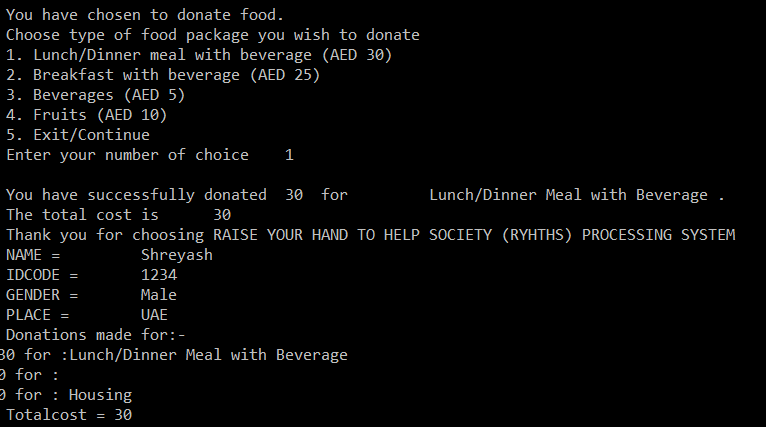 You have chosen to donate food.
Choose type of food package you wish to donate
1. Lunch/Dinner meal with beverage (AED 30)
2. Breakfast with beverage (AED 25)
3. Beverages (AED 5)
4. Fruits (AED 10)
5. Exit/Continue
Enter your number of choice    1
You have successfully donated  30  for         Lunch/Dinner Meal with Beverage .
The total cost is      30
Thank you for choosing RAISE YOUR HAND TO HELP SOCIETY (RYHTHS) PROCESSING SYSTEM
NAME =         Shreyash
IDCODE =       1234
GENDER =       Male
PLACE =        UAE
Donations made for:-
30 for :Lunch/Dinner Meal with Beverage
0 for :
0 for : Housing
Totalcost = 30